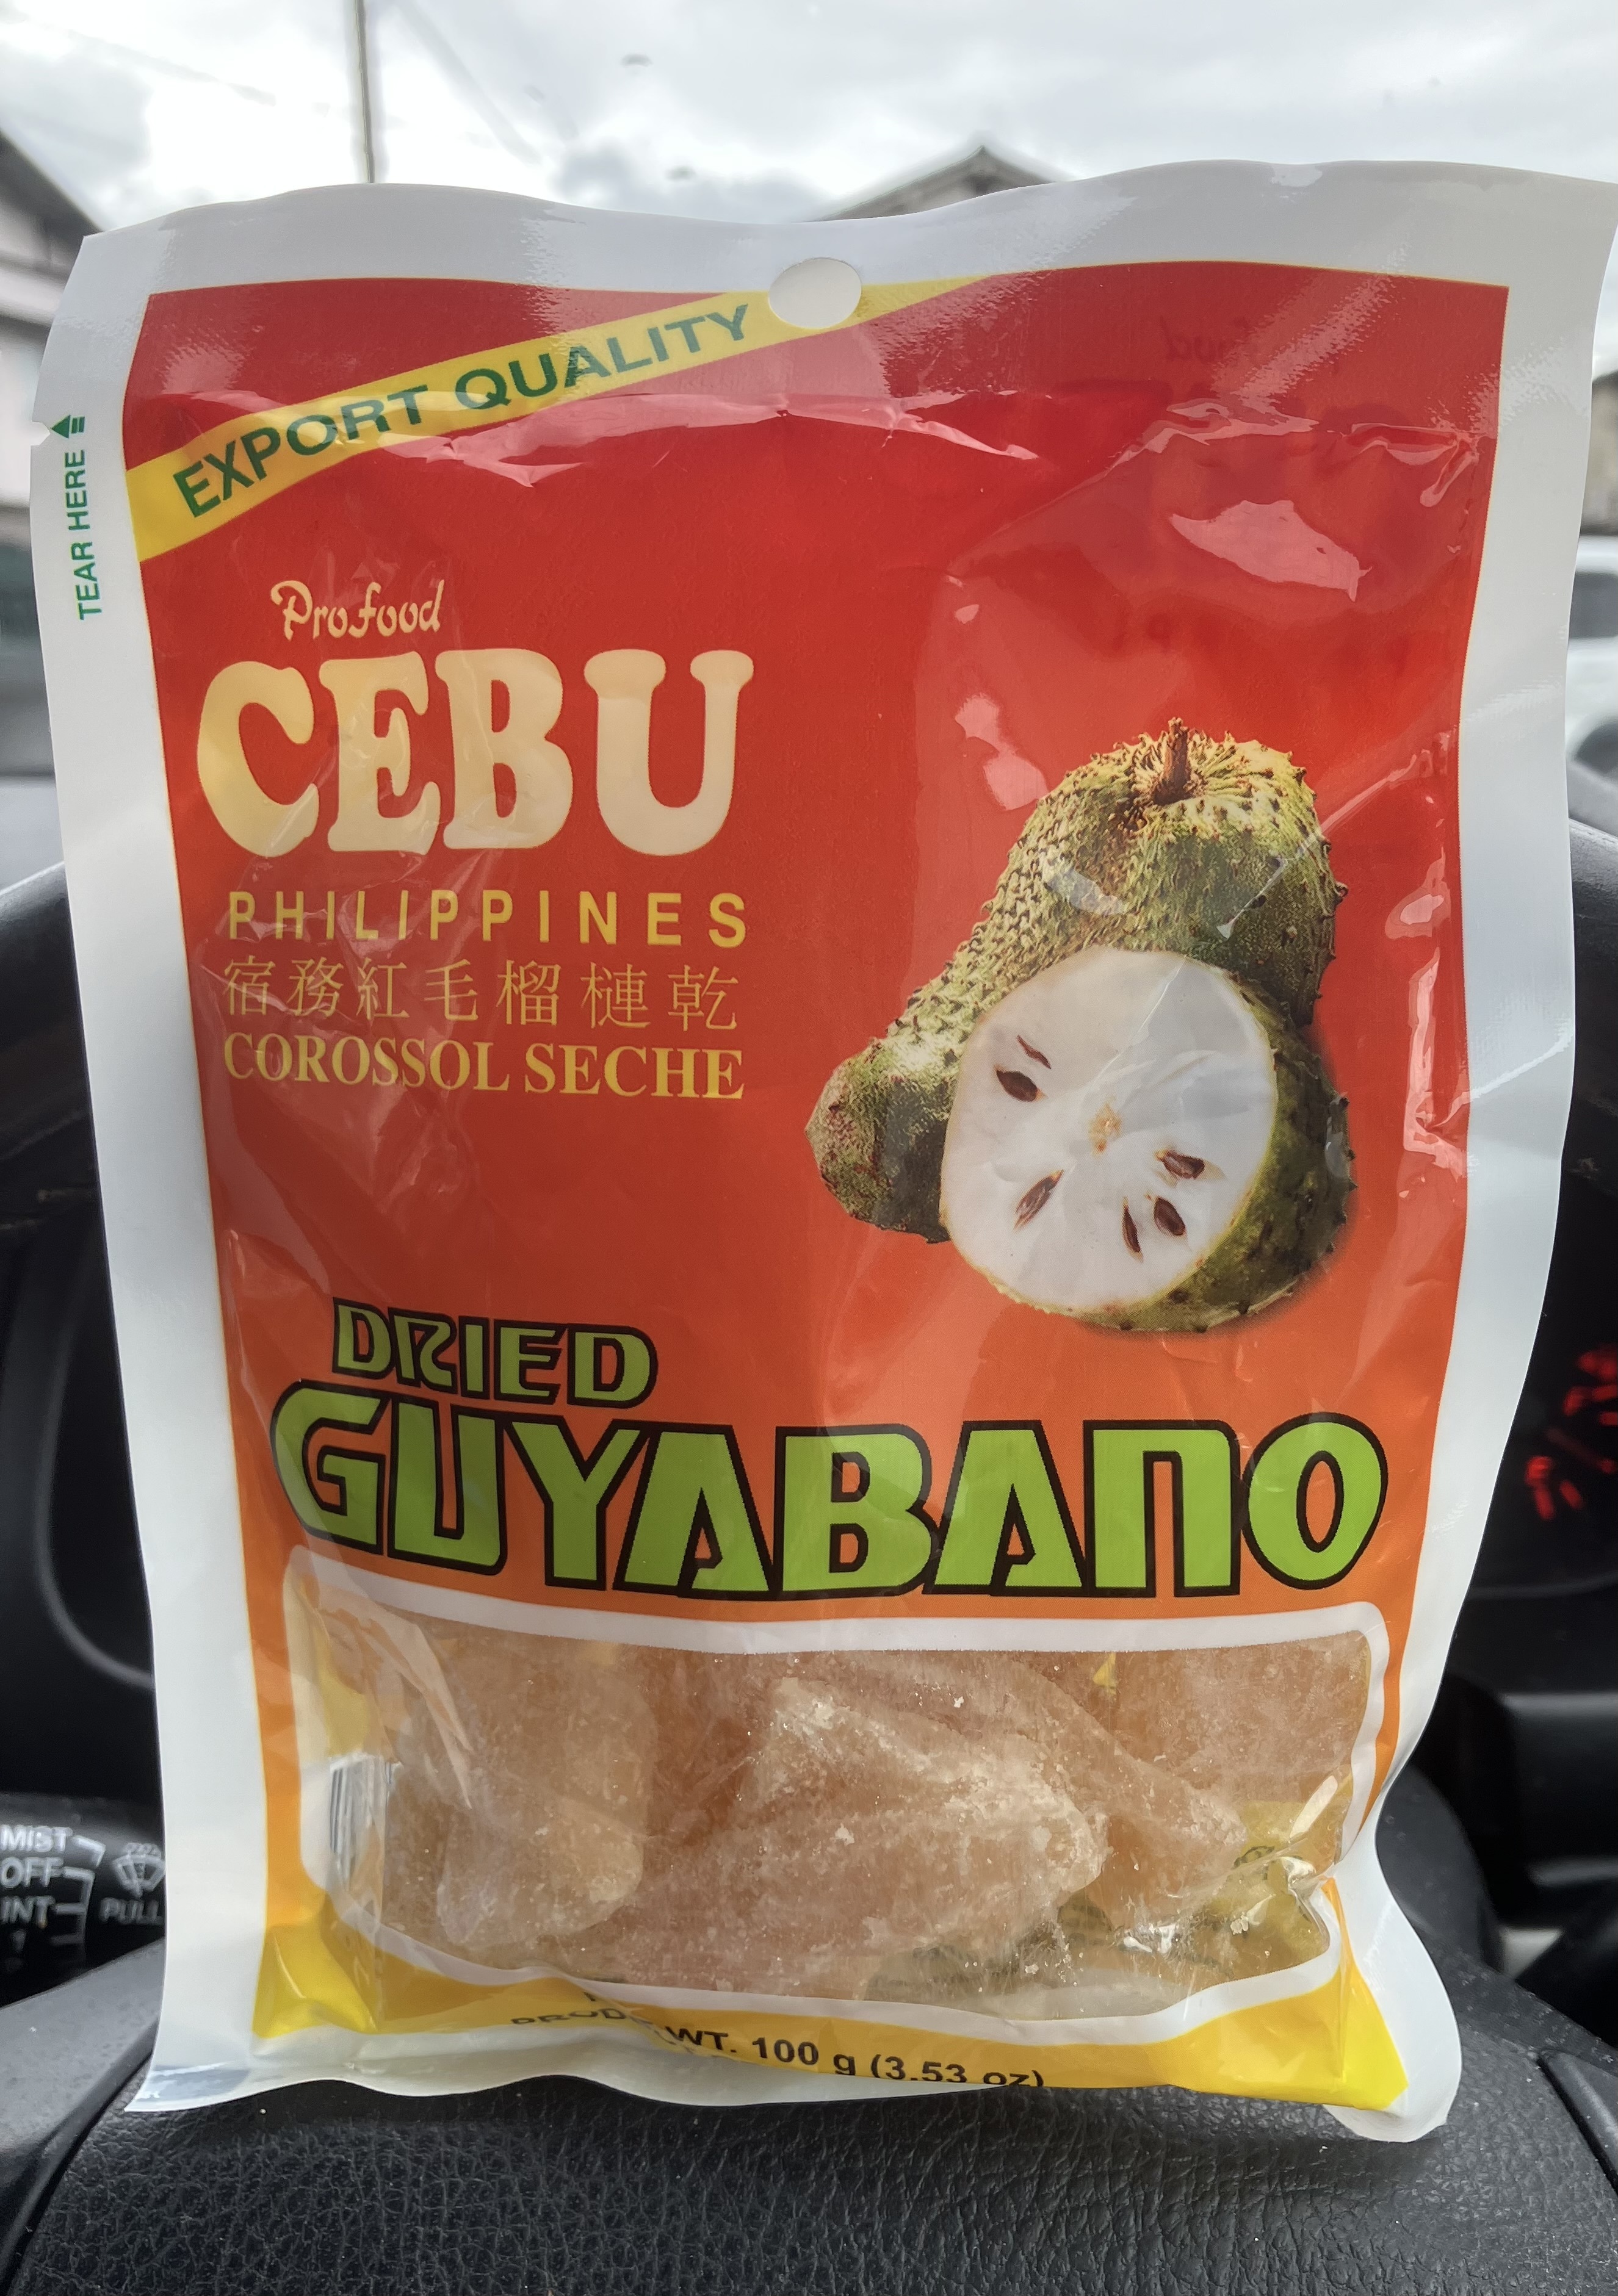 EXPORT QUALITY
TEAR HERE
Profood
CEBU
PHILIPPINES
宿務紅毛榴槤乾
COROSSOL SECHE
DRIED
GUYABANO
WT. 100 g (3.53 oz)
MIST
OFF
INT
PULL